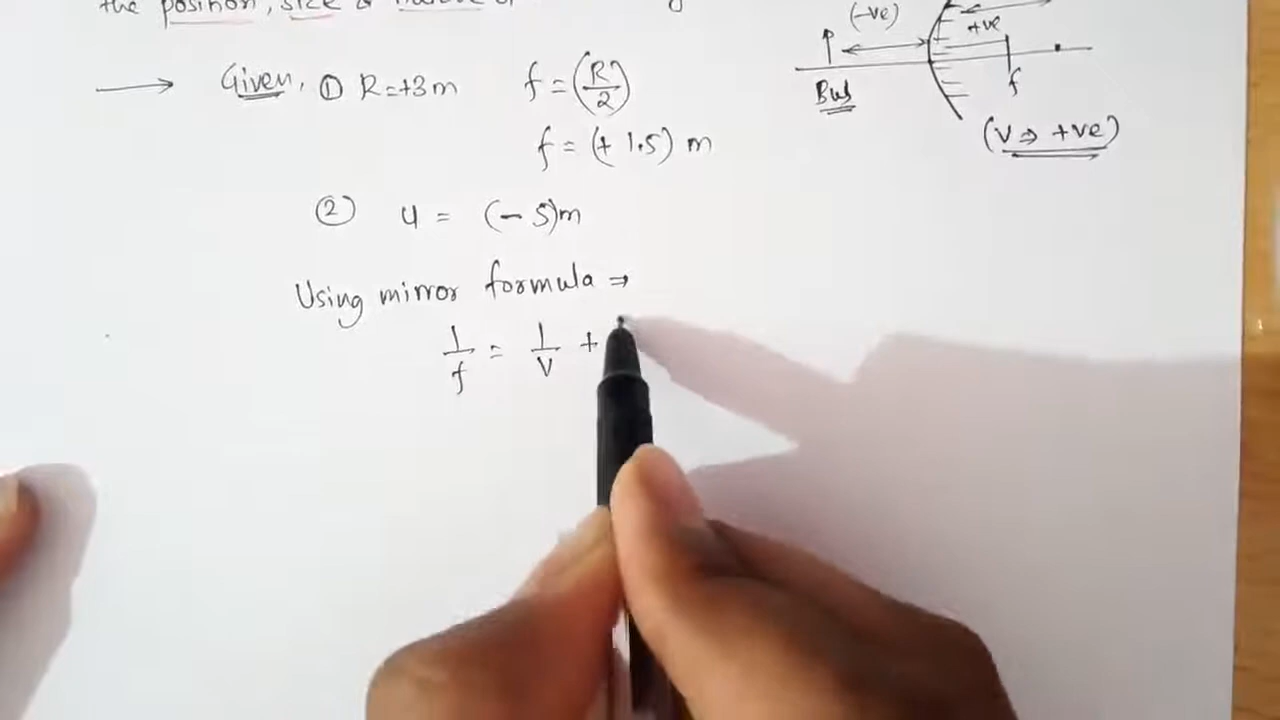 the position, size
Given, ① R=+3m
f = (R/2)
f = (+ 1.5) m
② u = (- 5)m
Using mirror formula ⇒
1/f = 1/v +
(-ve)
+ve
Bus
f
(v ⇒ +ve)